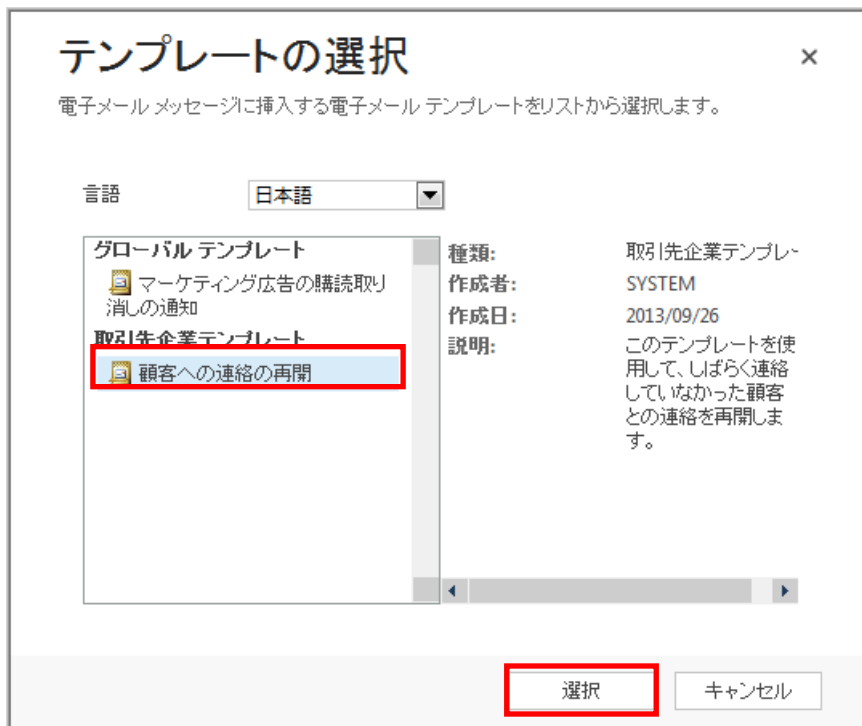 テンプレートの選択
×
電子メール メッセージに挿入する電子メール テンプレートをリストから選択します。
言語
日本語
グローバル テンプレート
マーケティング広告の購読取り
消しの通知
取引先企業テンプレート
顧客への連絡の再開
種類: 取引先企業テンプレ
作成者: SYSTEM
作成日: 2013/09/26
説明: このテンプレートを使
用して、しばらく連絡
していなかった顧客
との連絡を再開しま
す。
選択
キャンセル